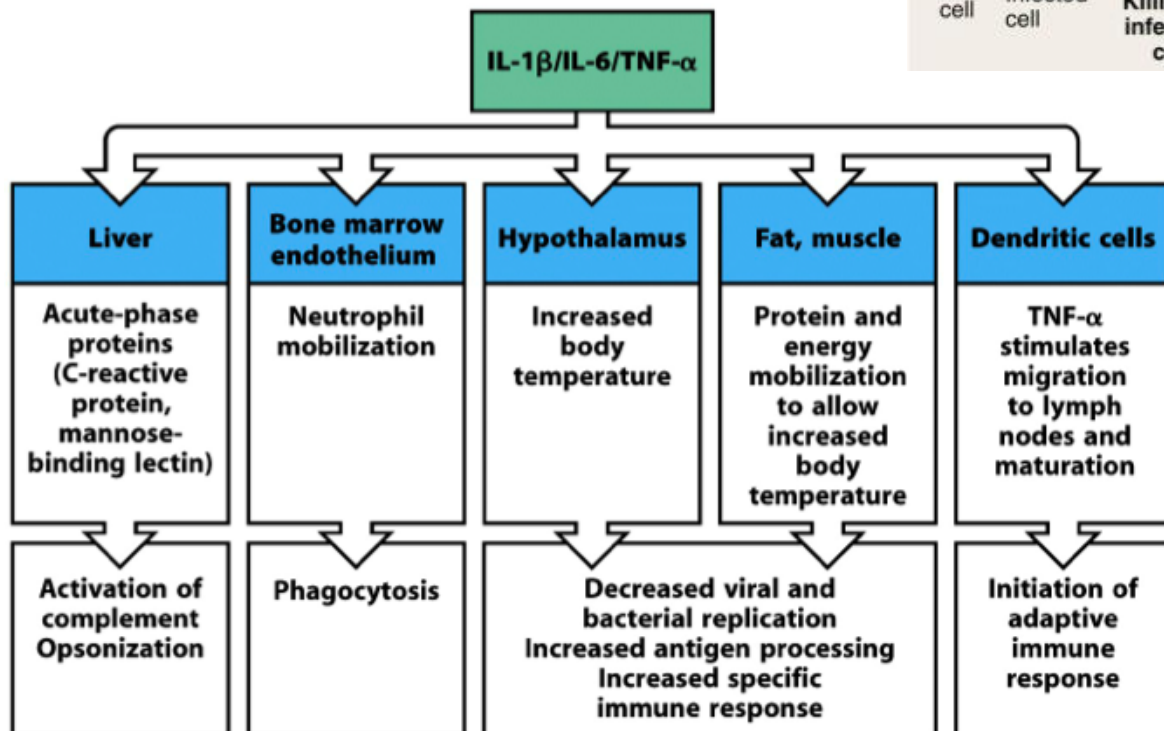 cell
infected
cell
infe
c
IL-1β/IL-6/TNF-α
Liver
Bone marrow
endothelium
Hypothalamus
Fat, muscle
Dendritic cells
Acute-phase
proteins
(C-reactive
protein,
mannose-
binding lectin)
Neutrophil
mobilization
Increased
body
temperature
Protein and
energy
mobilization
to allow
increased
body
temperature
TNF-α
stimulates
migration
to lymph
nodes and
maturation
Activation of
complement
Opsonization
Phagocytosis
Decreased viral and
bacterial replication
Increased antigen processing
Increased specific
immune response
Initiation of
adaptive
immune
response